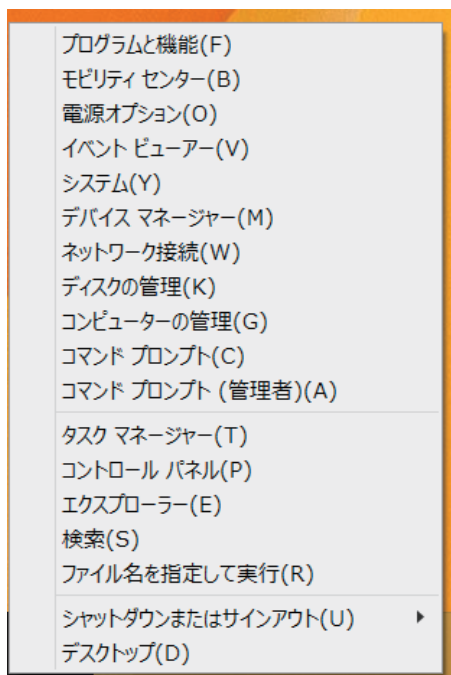 プログラムと機能(F)
モビリティ センター(B)
電源オプション(O)
イベント ビューアー(V)
システム(Y)
デバイス マネージャー(M)
ネットワーク接続(W)
ディスクの管理(K)
コンピューターの管理(G)
コマンド プロンプト(C)
コマンド プロンプト (管理者)(A)
タスク マネージャー(T)
コントロール パネル(P)
エクスプローラー(E)
検索(S)
ファイル名を指定して実行(R)
シャットダウンまたはサインアウト(U)
デスクトップ(D)